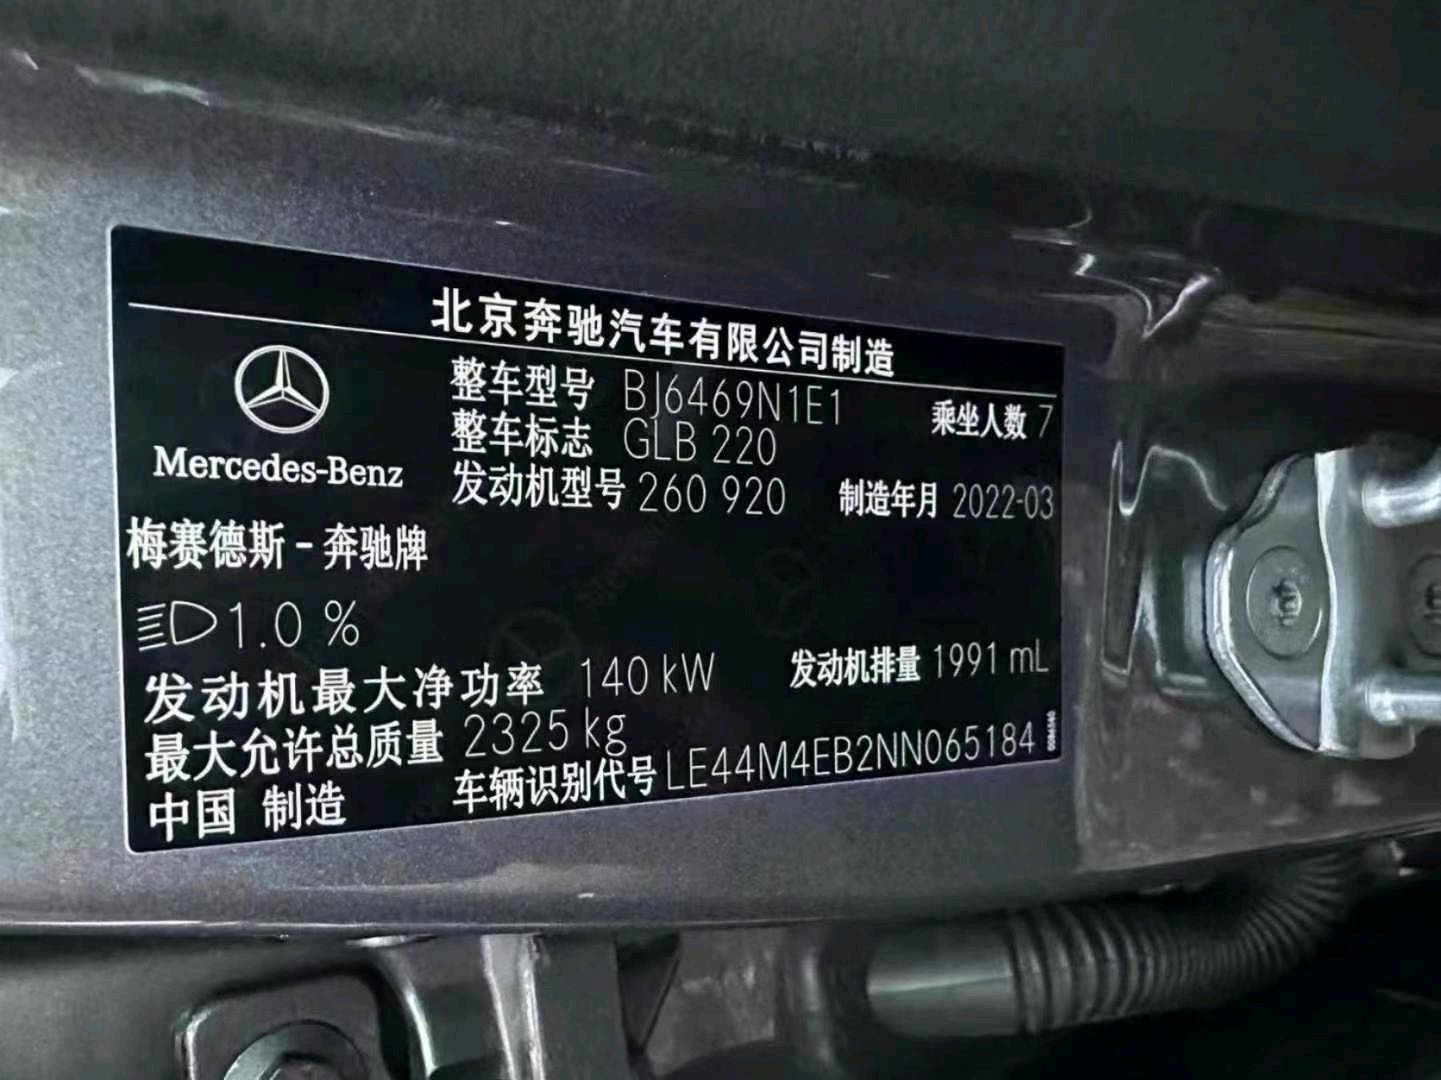 北京奔驰汽车有限公司制造
Mercedes-Benz
整车型号 BJ6469N1E1 乘坐人数 7
整车标志 GLB 220
发动机型号 260 920 制造年月 2022-03
梅赛德斯-奔驰牌
1.0 %
发动机最大净功率 140 kW 发动机排量 1991 mL
最大允许总质量 2325 kg
中国 制造 车辆识别代号 LE44M4EB2NN065184